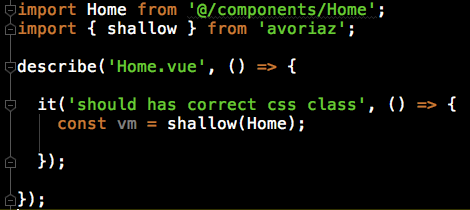 import Home from '@/components/Home';
import { shallow } from 'avoriaz';
describe('Home.vue', () => {
it('should has correct css class', () => {
const vm = shallow(Home);
});
});